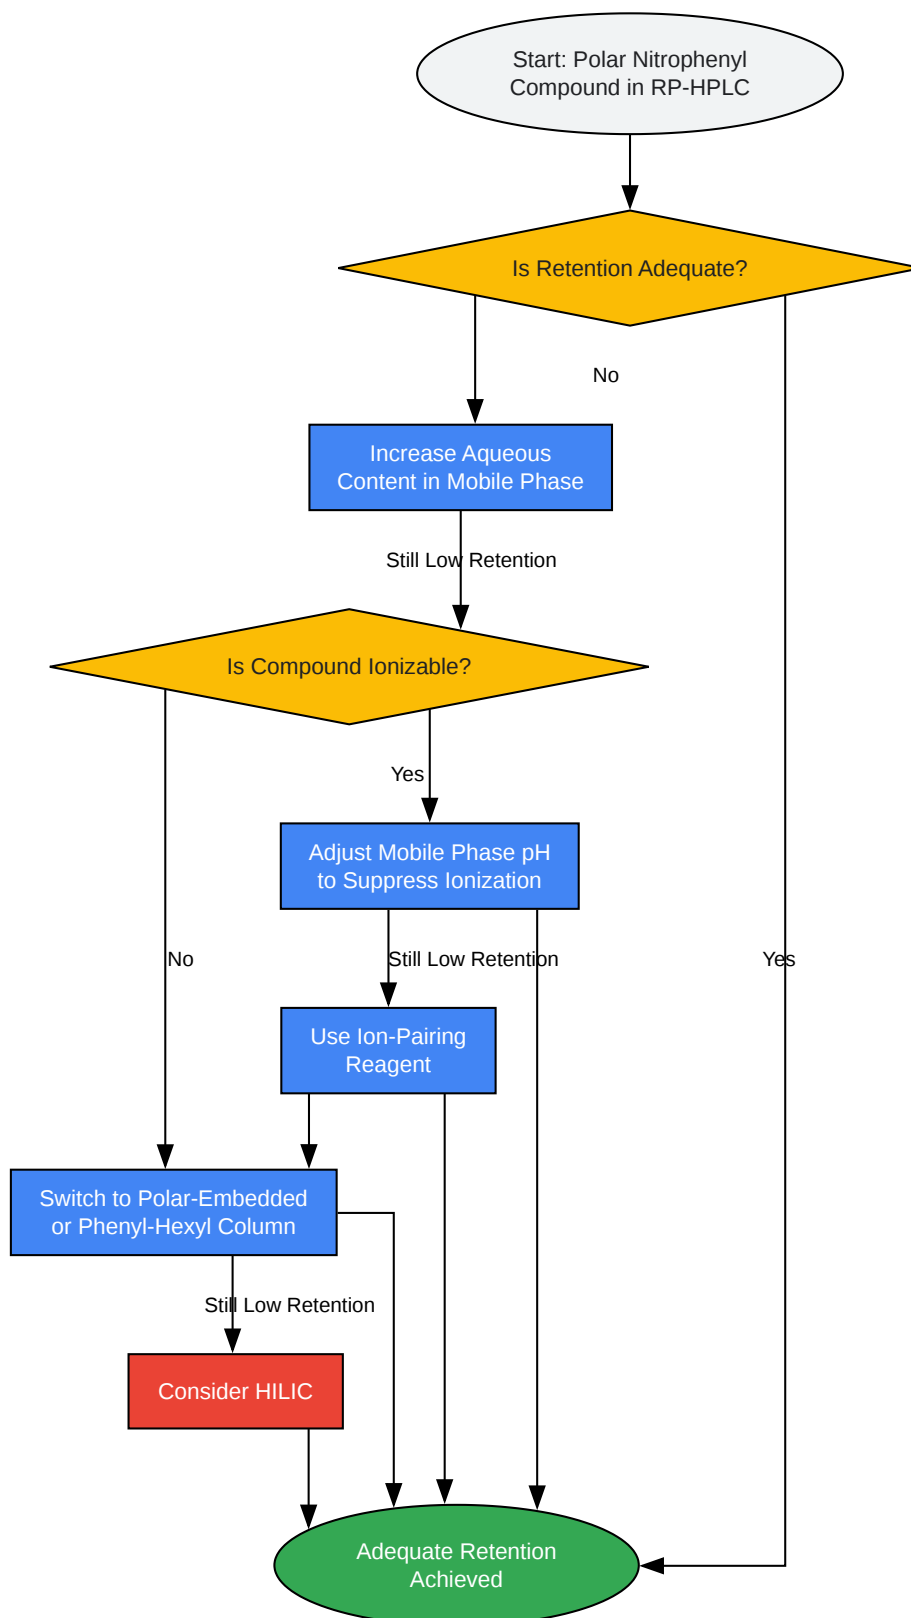 Start: Polar Nitrophenyl
Compound in RP-HPLC
Is Retention Adequate?
No
Increase Aqueous
Content in Mobile Phase
Still Low Retention
Is Compound Ionizable?
Yes
Adjust Mobile Phase pH
to Suppress Ionization
No
Still Low Retention
Yes
Use Ion-Pairing
Reagent
Switch to Polar-Embedded
or Phenyl-Hexyl Column
Still Low Retention
Consider HILIC
Adequate Retention
Achieved